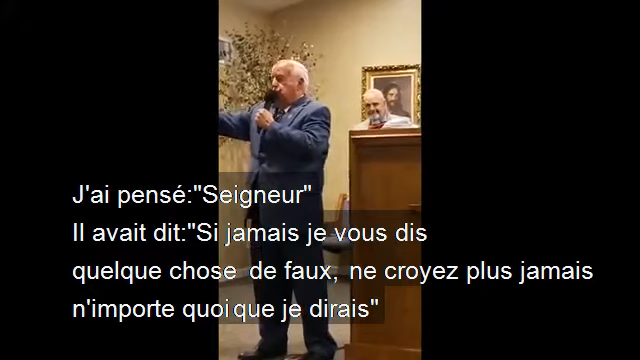 J'ai pensé:"Seigneur"
Il avait dit:"Si jamais je vous dis
quelque chose de faux, ne croyez plus jamais
n'importe quoi que je dirais"